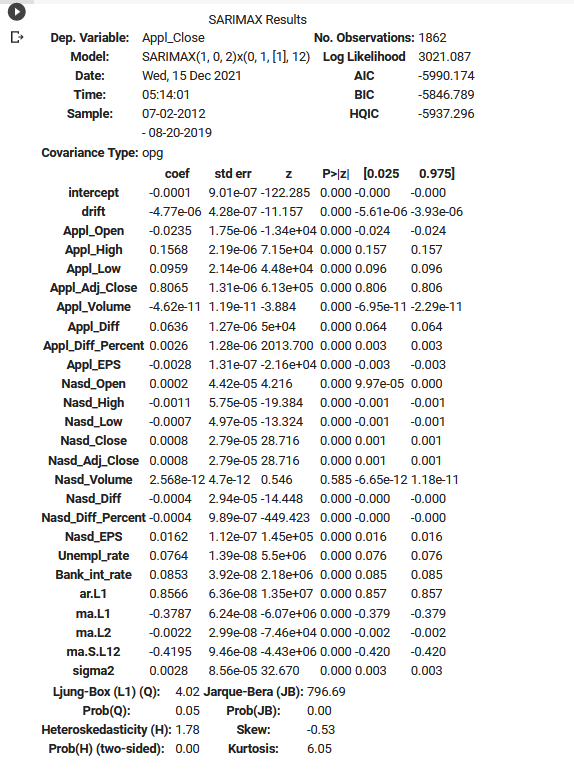 SARIMAX Results
Dep. Variable: Appl_Close No. Observations: 1862
Model: SARIMAX(1, 0, 2)x(0, 1, [1], 12) Log Likelihood 3021.087
Date: Wed, 15 Dec 2021 AIC -5990.174
Time: 05:14:01 BIC -5846.789
Sample: 07-02-2012 HQIC -5937.296
- 08-20-2019
Covariance Type: opg
coef std err z P>|z| [0.025 0.975]
intercept -0.0001 9.01e-07 -122.285 0.000 -0.000 -0.000
drift -4.77e-06 4.28e-07 -11.157 0.000 -5.61e-06 -3.93e-06
Appl_Open -0.0235 1.75e-06 -1.34e+04 0.000 -0.024 -0.024
Appl_High 0.1568 2.19e-06 7.15e+04 0.000 0.157 0.157
Appl_Low 0.0959 2.14e-06 4.48e+04 0.000 0.096 0.096
Appl_Adj_Close 0.8065 1.31e-06 6.13e+05 0.000 0.806 0.806
Appl_Volume -4.62e-11 1.19e-11 -3.884 0.000 -6.95e-11 -2.29e-11
Appl_Diff 0.0636 1.27e-06 5e+04 0.000 0.064 0.064
Appl_Diff_Percent 0.0026 1.28e-06 2013.700 0.000 0.003 0.003
Appl_EPS -0.0028 1.31e-07 -2.16e+04 0.000 -0.003 -0.003
Nasd_Open 0.0002 4.42e-05 4.216 0.000 9.97e-05 0.000
Nasd_High -0.0011 5.75e-05 -19.384 0.000 -0.001 -0.001
Nasd_Low -0.0007 4.97e-05 -13.324 0.000 -0.001 -0.001
Nasd_Close 0.0008 2.79e-05 28.716 0.000 0.001 0.001
Nasd_Adj_Close 0.0008 2.79e-05 28.716 0.000 0.001 0.001
Nasd_Volume 2.568e-12 4.7e-12 0.546 0.585 -6.65e-12 1.18e-11
Nasd_Diff -0.0004 2.94e-05 -14.448 0.000 -0.000 -0.000
Nasd_Diff_Percent -0.0004 9.89e-07 -449.423 0.000 -0.000 -0.000
Nasd_EPS 0.0162 1.12e-07 1.45e+05 0.000 0.016 0.016
Unempl_rate 0.0764 1.39e-08 5.5e+06 0.000 0.076 0.076
Bank_int_rate 0.0853 3.92e-08 2.18e+06 0.000 0.085 0.085
ar.L1 0.8566 6.36e-08 1.35e+07 0.000 0.857 0.857
ma.L1 -0.3787 6.24e-08 -6.07e+06 0.000 -0.379 -0.379
ma.L2 -0.0022 2.99e-08 -7.46e+04 0.000 -0.002 -0.002
ma.S.L12 -0.4195 9.46e-08 -4.43e+06 0.000 -0.420 -0.420
sigma2 0.0028 8.56e-05 32.670 0.000 0.003 0.003
Ljung-Box (L1) (Q): 4.02 Jarque-Bera (JB): 796.69
Prob(Q): 0.05 Prob(JB): 0.00
Heteroskedasticity (H): 1.78 Skew: -0.53
Prob(H) (two-sided): 0.00 Kurtosis: 6.05